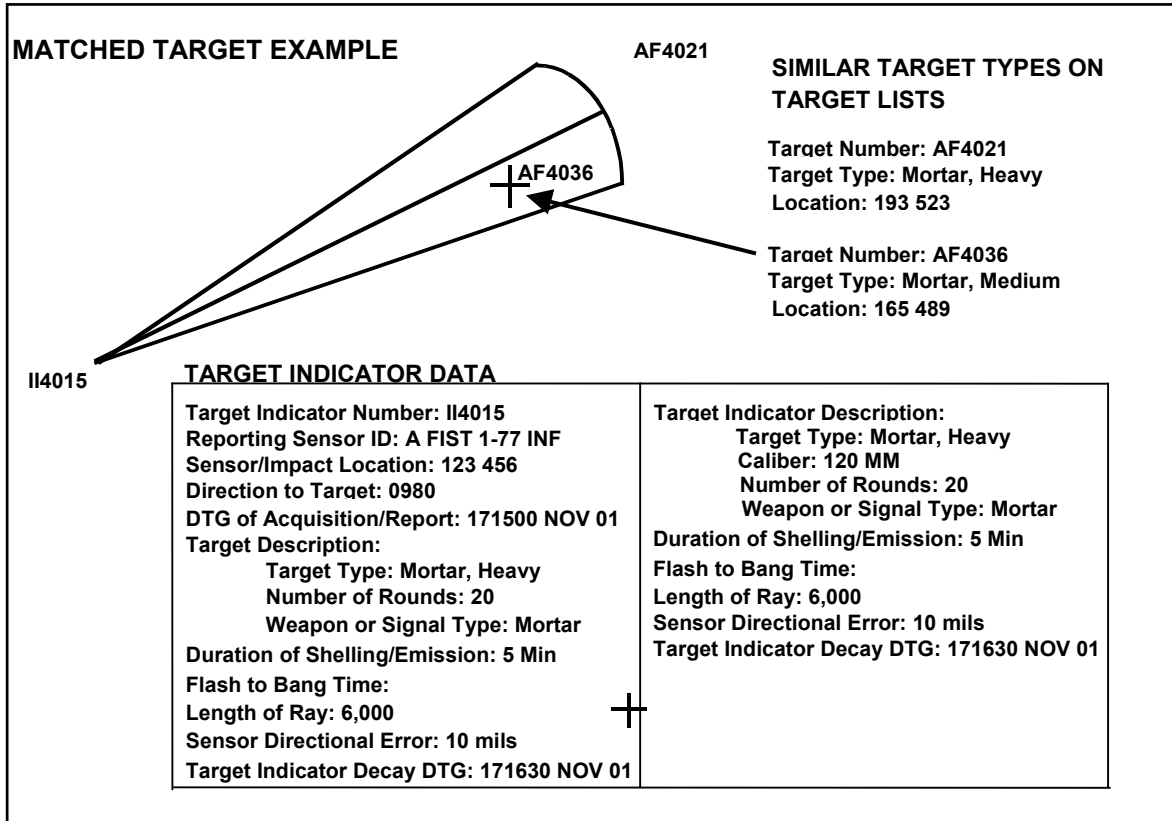 MATCHED TARGET EXAMPLE
AF4021
SIMILAR TARGET TYPES ON
TARGET LISTS
Target Number: AF4021
Target Type: Mortar, Heavy
Location: 193 523
AF4036
Target Number: AF4036
Target Type: Mortar, Medium
Location: 165 489
II4015
TARGET INDICATOR DATA
Target Indicator Number: II4015
Reporting Sensor ID: A FIST 1-77 INF
Sensor/Impact Location: 123 456
Direction to Target: 0980
DTG of Acquisition/Report: 171500 NOV 01
Target Description:
Target Type: Mortar, Heavy
Number of Rounds: 20
Weapon or Signal Type: Mortar
Duration of Shelling/Emission: 5 Min
Flash to Bang Time:
Length of Ray: 6,000
Sensor Directional Error: 10 mils
Target Indicator Decay DTG: 171630 NOV 01
Target Indicator Description:
Target Type: Mortar, Heavy
Caliber: 120 MM
Number of Rounds: 20
Weapon or Signal Type: Mortar
Duration of Shelling/Emission: 5 Min
Flash to Bang Time:
Length of Ray: 6,000
Sensor Directional Error: 10 mils
Target Indicator Decay DTG: 171630 NOV 01